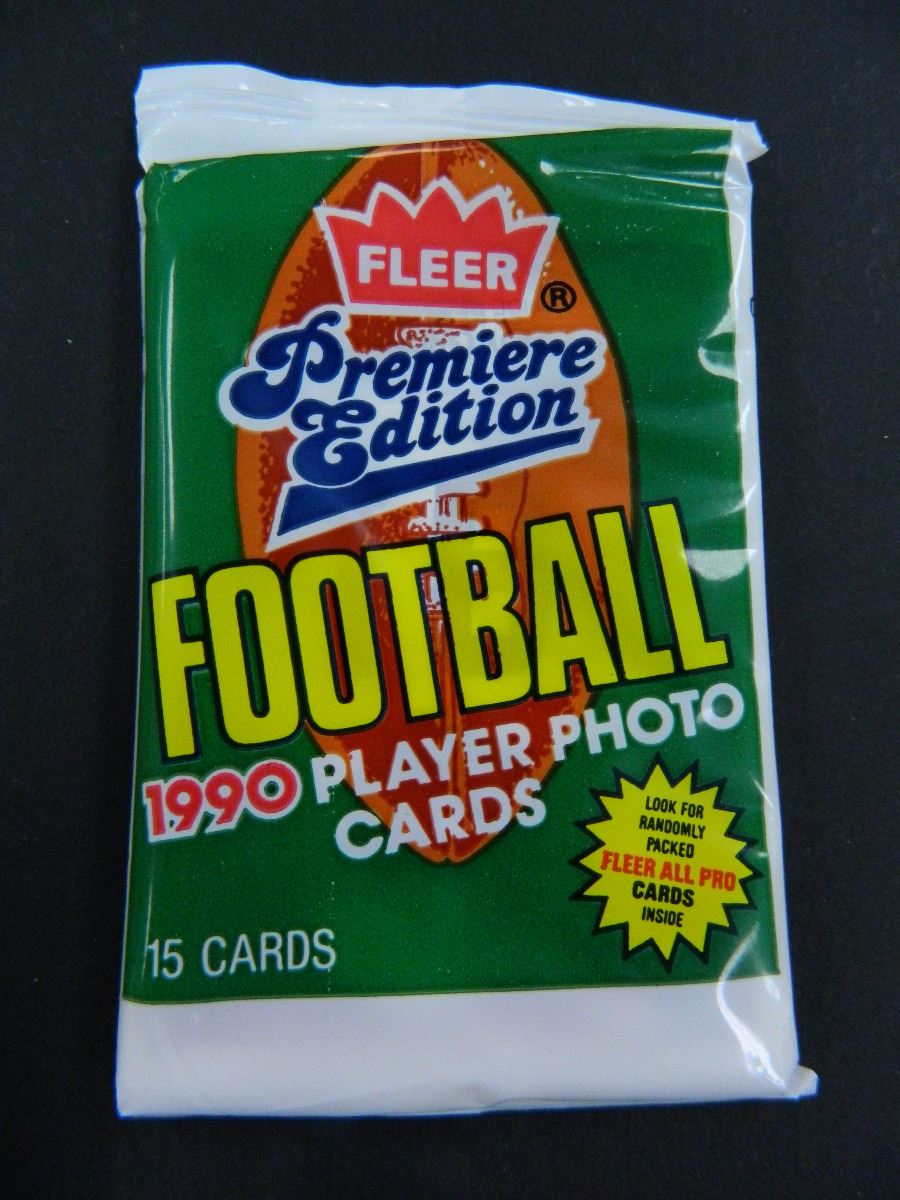 FLEER
®
Premiere
Edition
FOOTBALL
1990 PLAYER PHOTO
CARDS
LOOK FOR
RANDOMLY
PACKED
FLEER ALL PRO
CARDS
INSIDE
15 CARDS